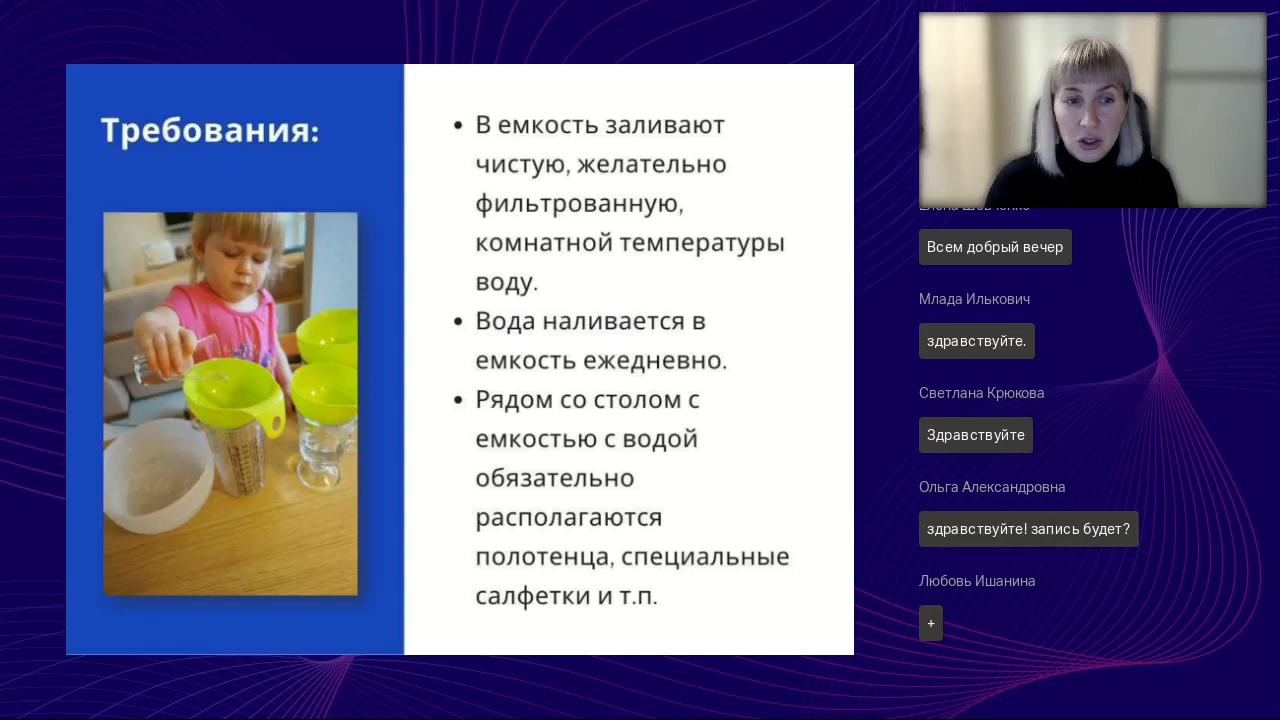 Требования:
• В емкость заливают
чистую, желательно
фильтрованную,
комнатной температуры
воду.
• Вода наливается в
емкость ежедневно.
• Рядом со столом с
емкостью с водой
обязательно
располагаются
полотенца, специальные
салфетки и т.п.
Всем добрый вечер
Млада Илькович
здравствуйте.
Светлана Крюкова
Здравствуйте
Ольга Александровна
здравствуйте! запись будет?
Любовь Ишанина
+